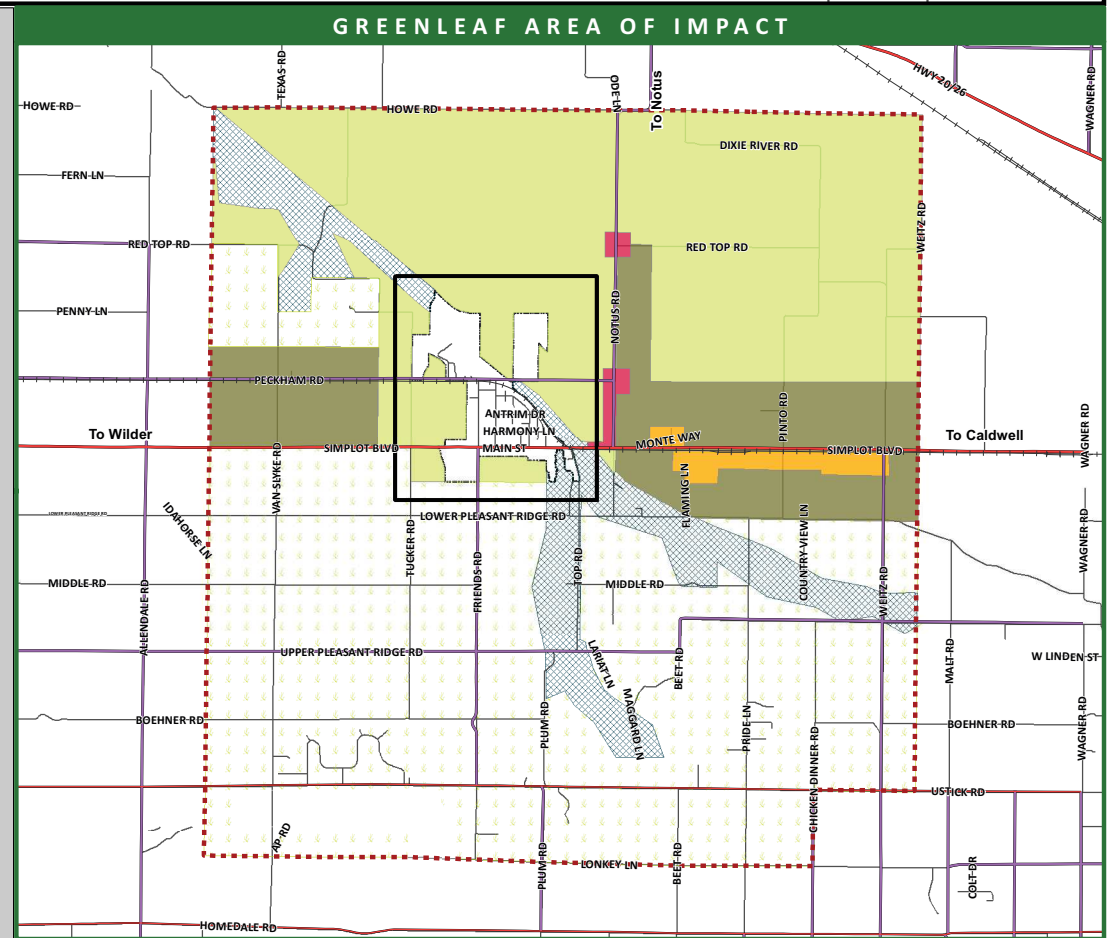 GREENLEAF AREA OF IMPACT
TEXAS RD
ODE LN
To Notus
HWY 20/26
WAGNER RD
HOWE RD
HOWE RD
DIXIE RIVER RD
FERN LN
WEITZ RD
RED TOP RD
RED TOP RD
PENNY LN
NOTUS RD
PECKHAM RD
PINTO RD
ANTRIM DR
HARMONY LN
To Wilder
MONTE WAY
To Caldwell
WAGNER RD
SIMPLOT BLVD
MAIN ST
SIMPLOT BLVD
VAN SLYKE RD
FLAMING LN
LOWER PLEASANT RIDGE RD
LOWER PLEASANT RIDGE RD
IDAHORSE LN
TUCKER RD
COUNTRY VIEW LN
WAGNER RD
MIDDLE RD
FRIENDS RD
TOP RD
MIDDLE RD
WEITZ RD
ALLENDALE RD
UPPER PLEASANT RIDGE RD
LARIAT LN
BEET RD
MALT RD
W LINDEN ST
BOEHNER RD
PLUM RD
MAGGARD LN
PRIDE LN
BOEHNER RD
WAGNER RD
CHICKEN DINNER RD
USTICK RD
AP RD
PLUM RD
LONKEY LN
BEET RD
COLT DR
HOMEDALE RD